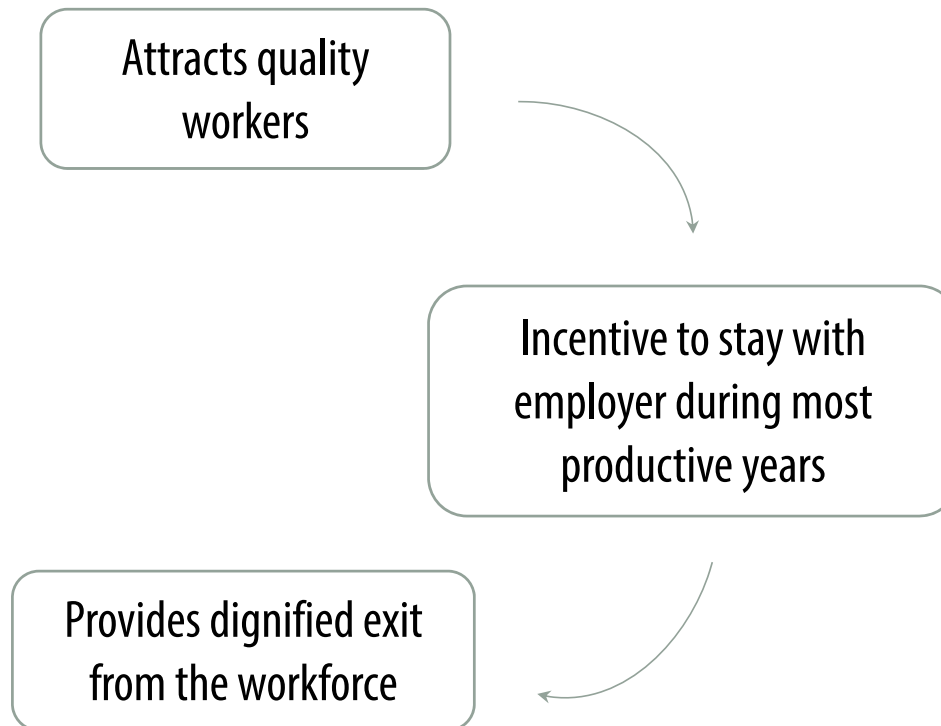 Attracts quality
workers
Incentive to stay with
employer during most
productive years
Provides dignified exit
from the workforce